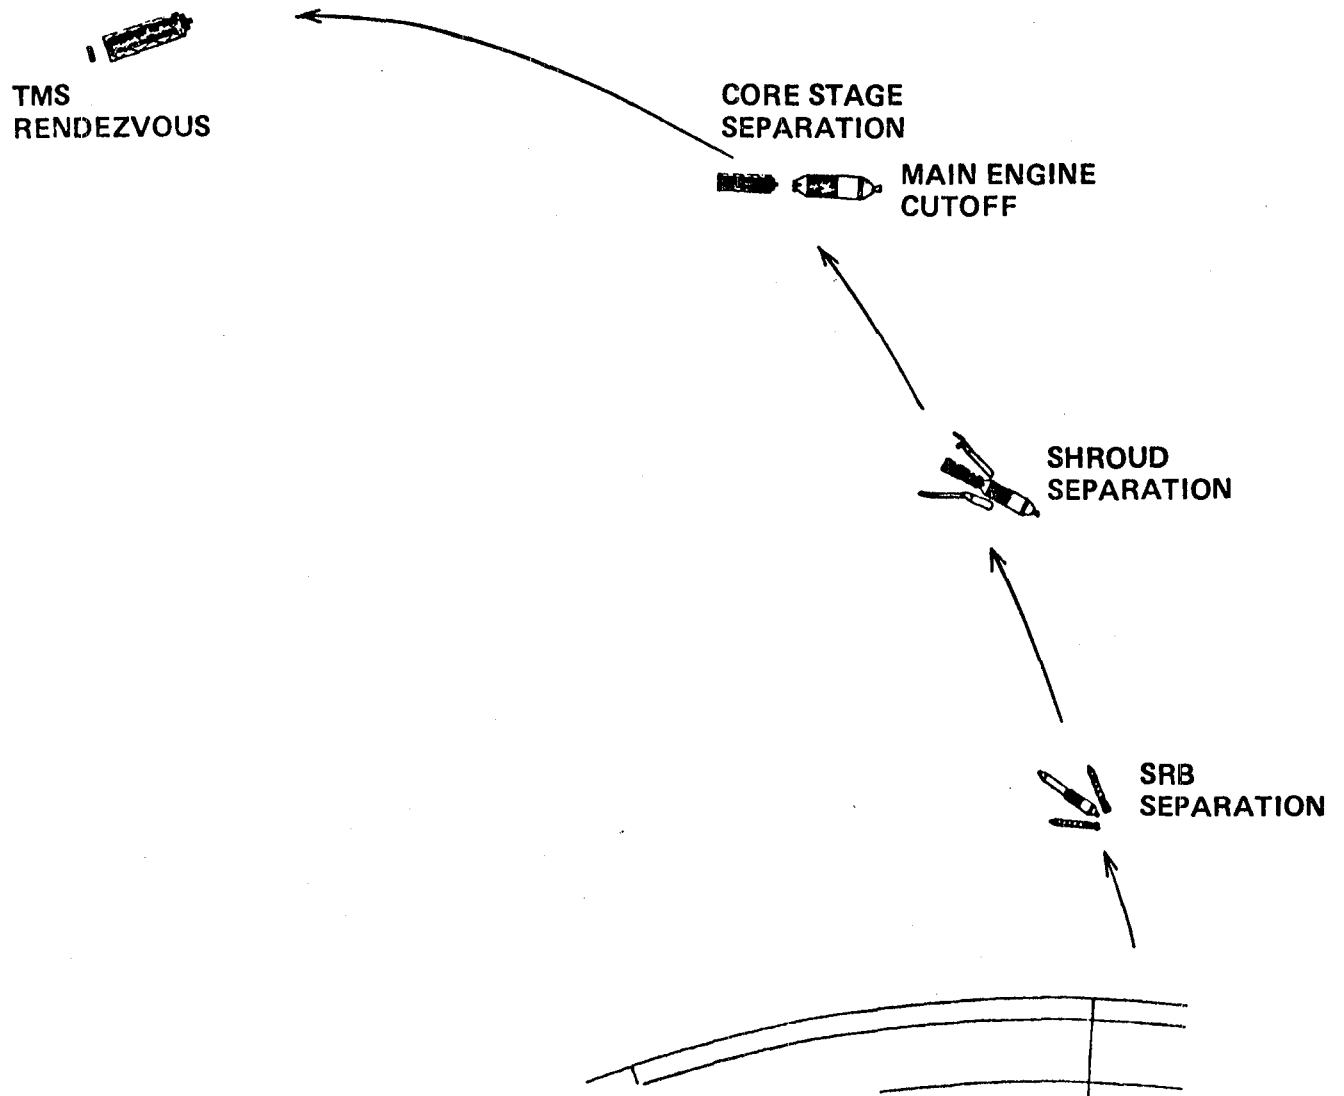 TMS
RENDEZVOUS
CORE STAGE
SEPARATION
MAIN ENGINE
CUTOFF
SHROUD
SEPARATION
SRB
SEPARATION